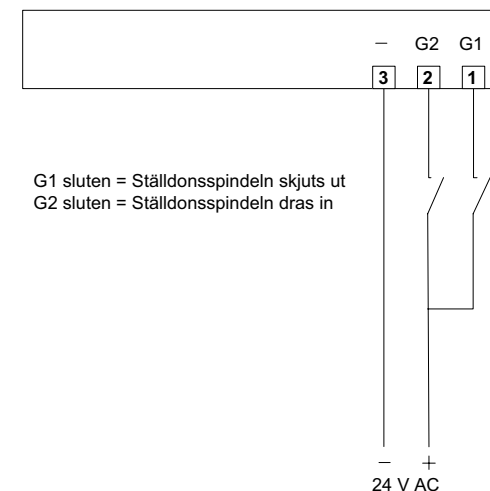 – G2 G1
3 2 1
G1 sluten = Ställdonsspindeln skjuts ut
G2 sluten = Ställdonsspindeln dras in
– +
24 V AC